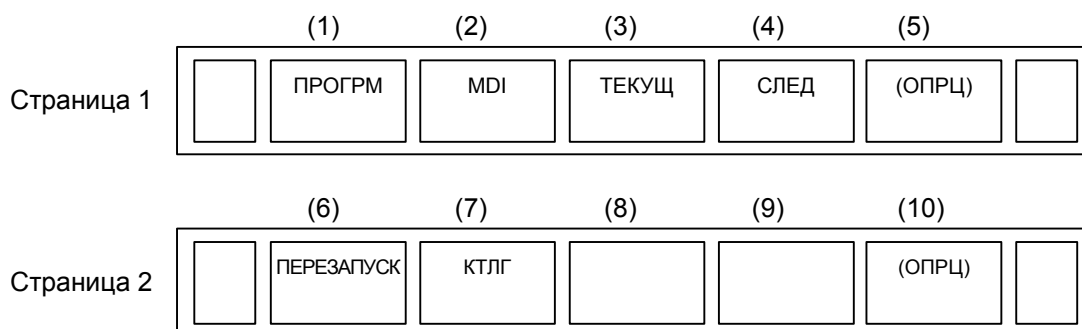 (1) (2) (3) (4) (5)
Страница 1 ПРОГРМ MDI ТЕКУЩ СЛЕД (ОПРЦ)
(6) (7) (8) (9) (10)
Страница 2 ПЕРЕЗАПУСК КТЛГ (ОПРЦ)